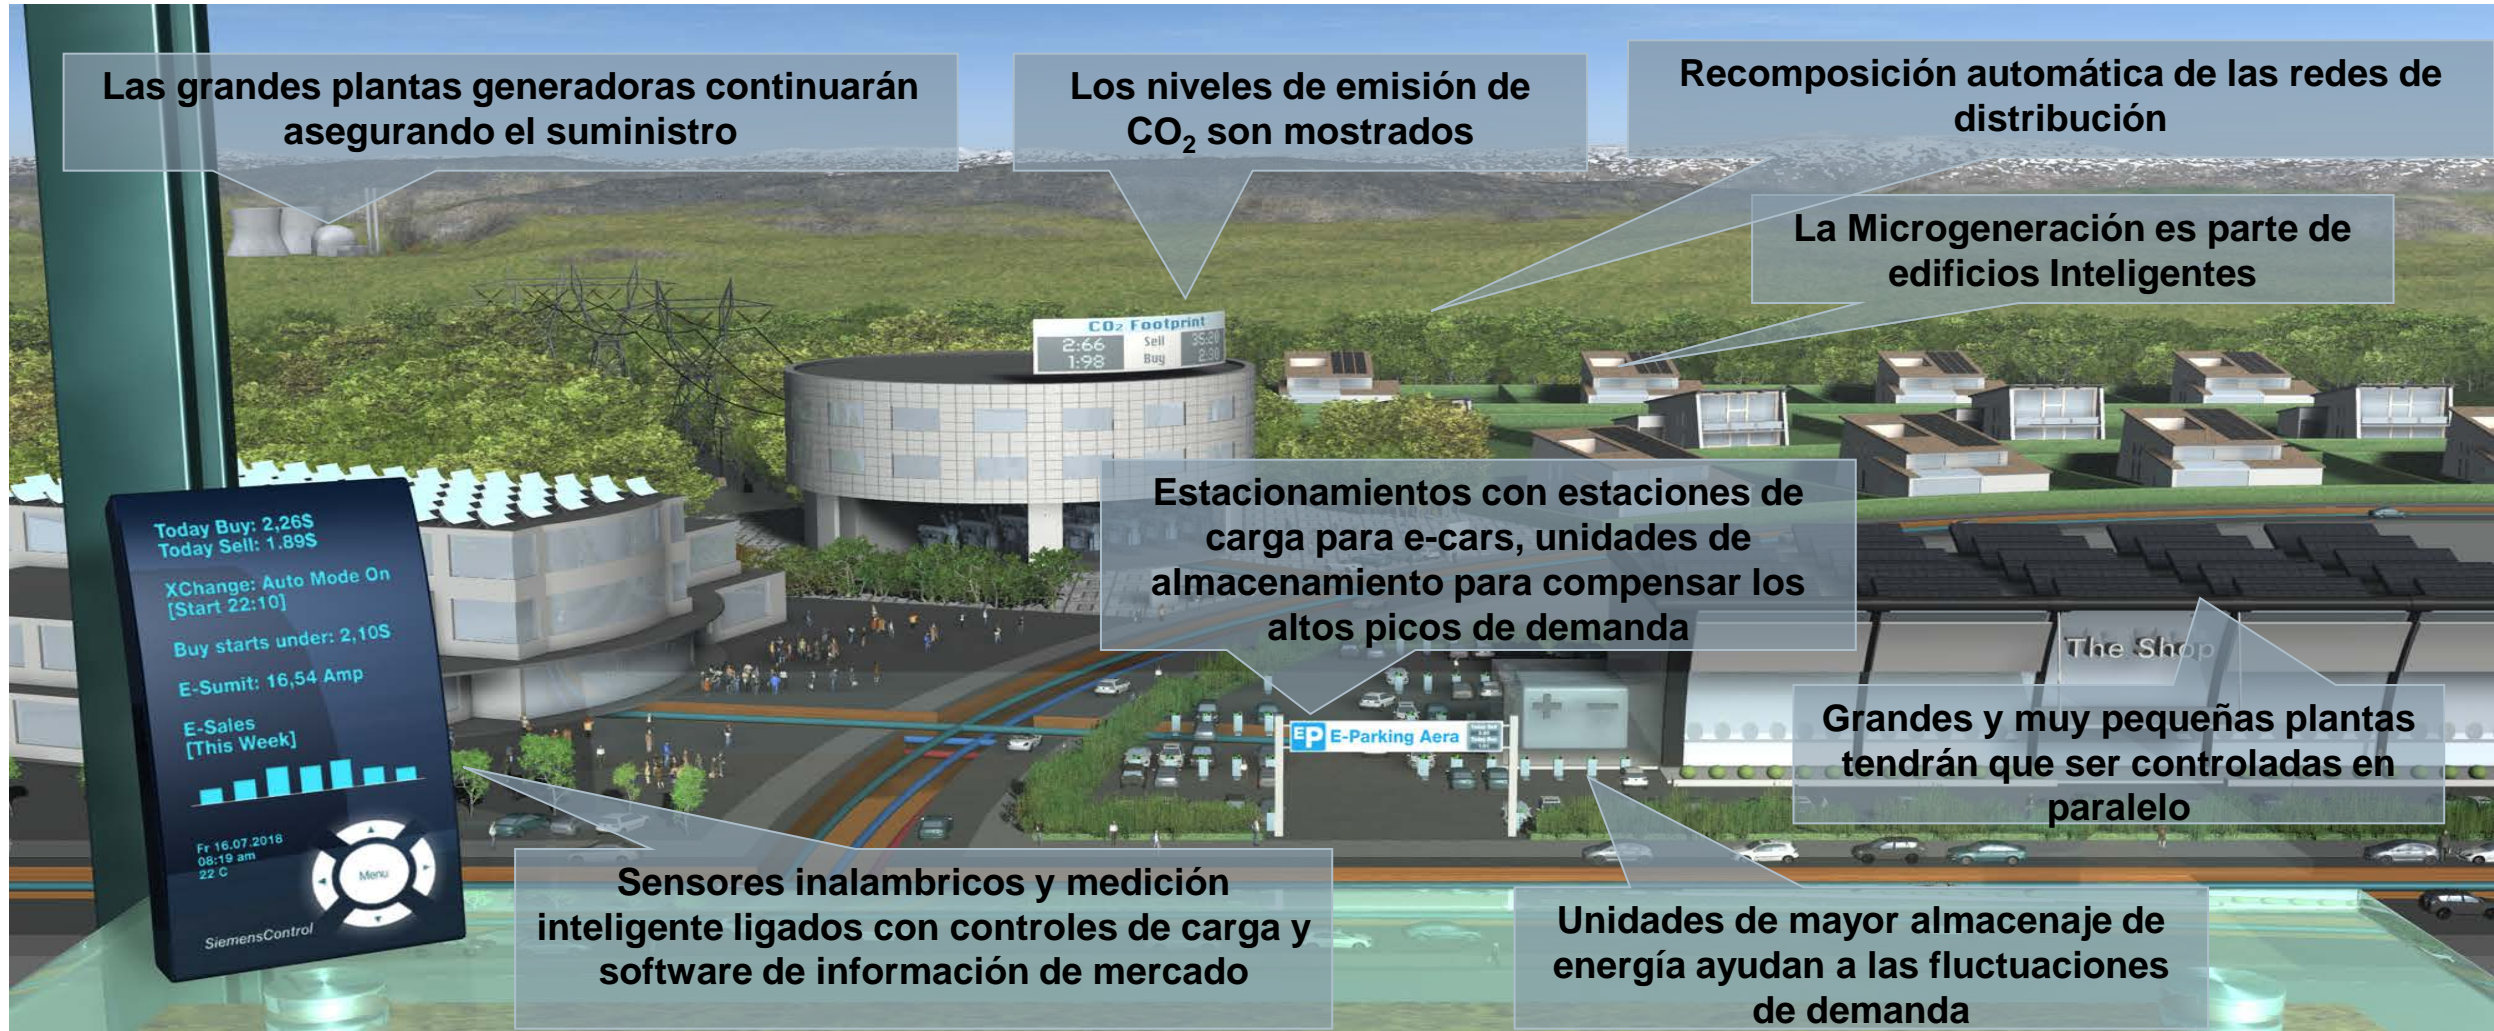 Las grandes plantas generadoras continuarán
asegurando el suministro
Los niveles de emisión de
CO₂ son mostrados
Recomposición automática de las redes de
distribución
La Microgeneración es parte de
edificios Inteligentes
CO₂ Footprint
2:66 Sell 35:20
1:98 Buy 2:30
Estacionamientos con estaciones de
carga para e-cars, unidades de
almacenamiento para compensar los
altos picos de demanda
Today Buy: 2,26$
Today Sell: 1.89$
XChange: Auto Mode On
[Start 22:10]
Buy starts under: 2,10$
E-Sumit: 16,54 Amp
E-Sales
[This Week]
Fr 16.07.2018
08:19 am
22 C
Menu
SiemensControl
The Shop
EP E-Parking Aera
Grandes y muy pequeñas plantas
tendrán que ser controladas en
paralelo
Sensores inalambricos y medición
inteligente ligados con controles de carga y
software de información de mercado
Unidades de mayor almacenaje de
energía ayudan a las fluctuaciones
de demanda